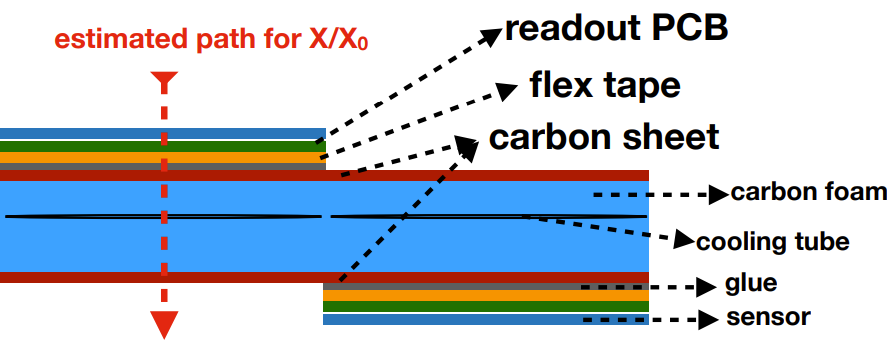 readout PCB
estimated path for X/X₀
flex tape
carbon sheet
carbon foam
cooling tube
glue
sensor